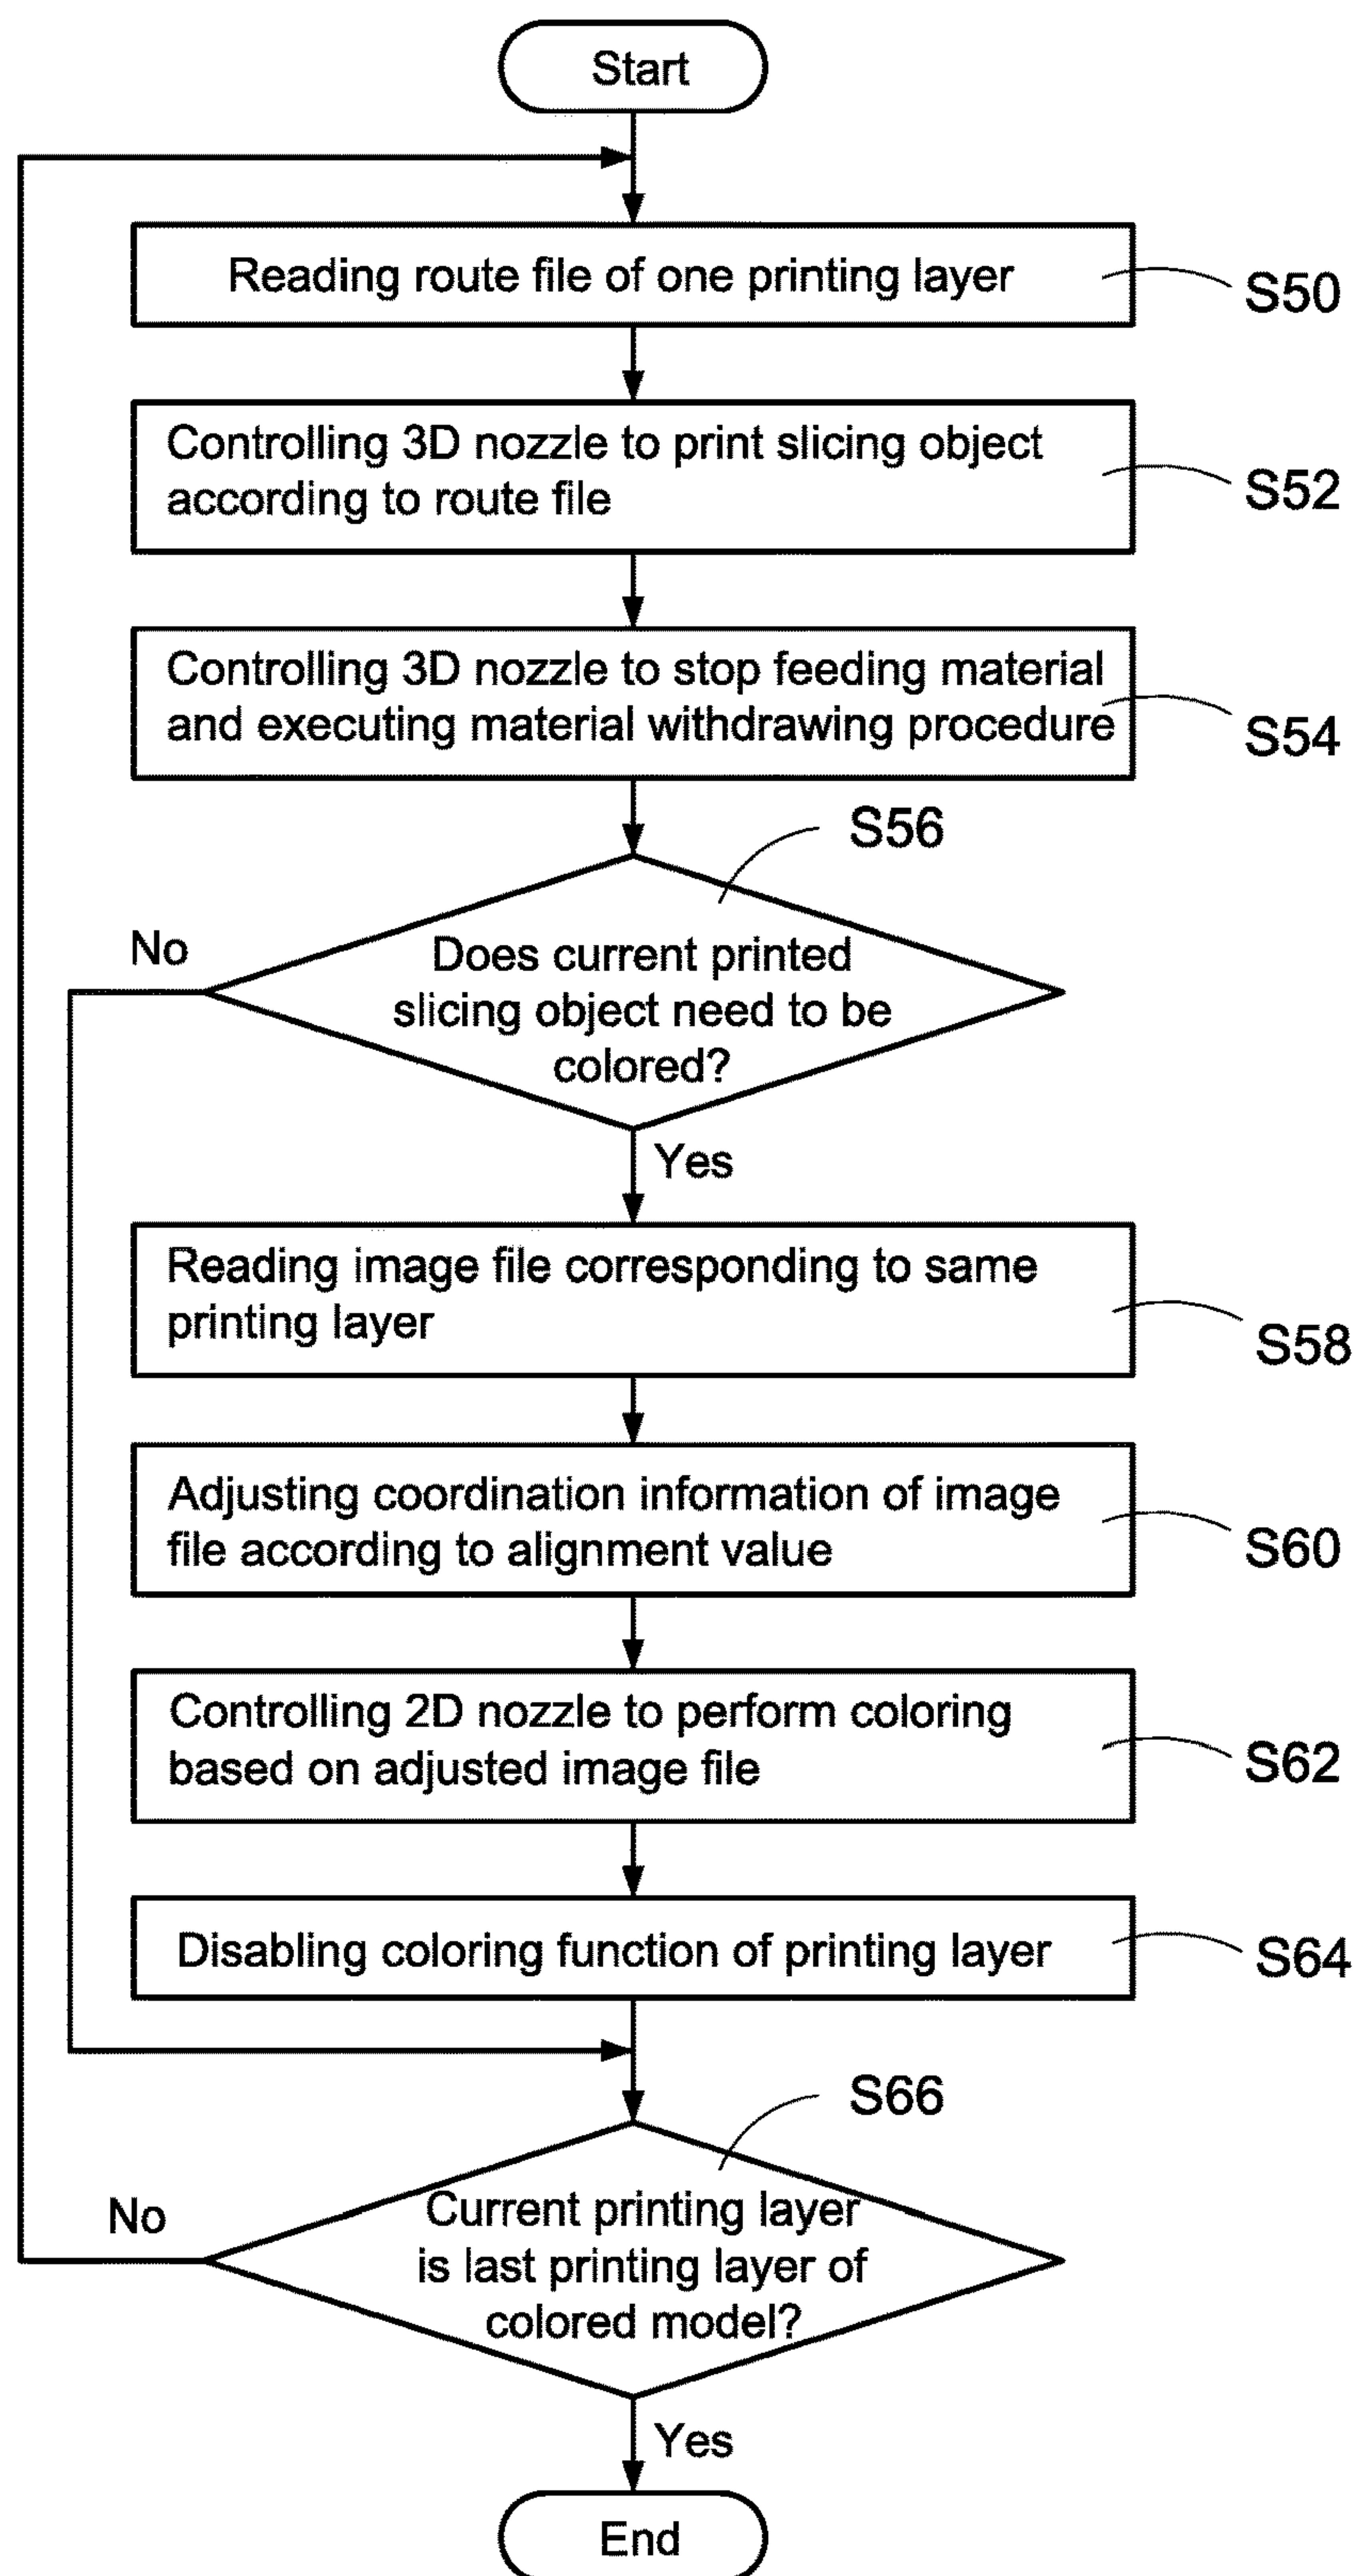 Start
Reading route file of one printing layer
S50
Controlling 3D nozzle to print slicing object
according to route file
S52
Controlling 3D nozzle to stop feeding material
and executing material withdrawing procedure
S54
S56
No
Does current printed
slicing object need to be
colored?
Yes
Reading image file corresponding to same
printing layer
S58
Adjusting coordination information of image
file according to alignment value
S60
Controlling 2D nozzle to perform coloring
based on adjusted image file
S62
Disabling coloring function of printing layer
S64
S66
No
Current printing layer
is last printing layer of
colored model?
Yes
End